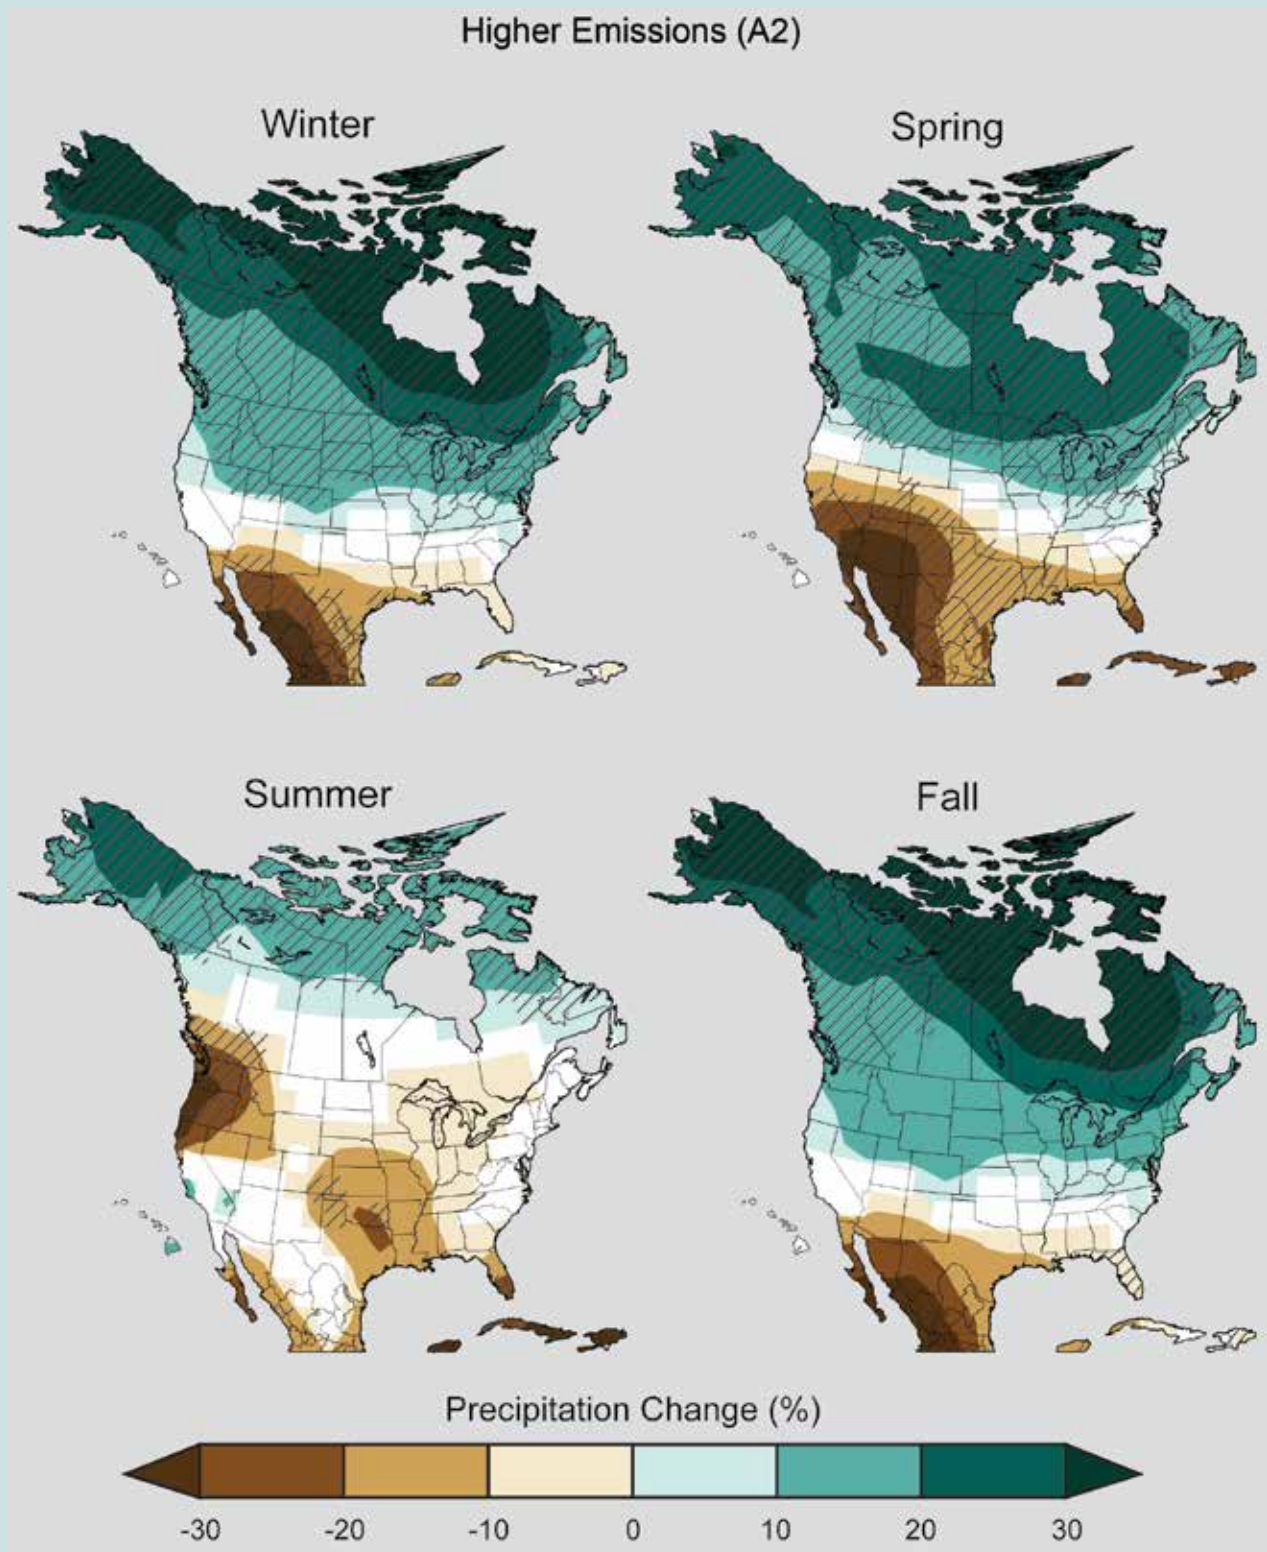 Higher Emissions (A2)
Winter
Spring
Summer
Fall
Precipitation Change (%)
-30 -20 -10 0 10 20 30